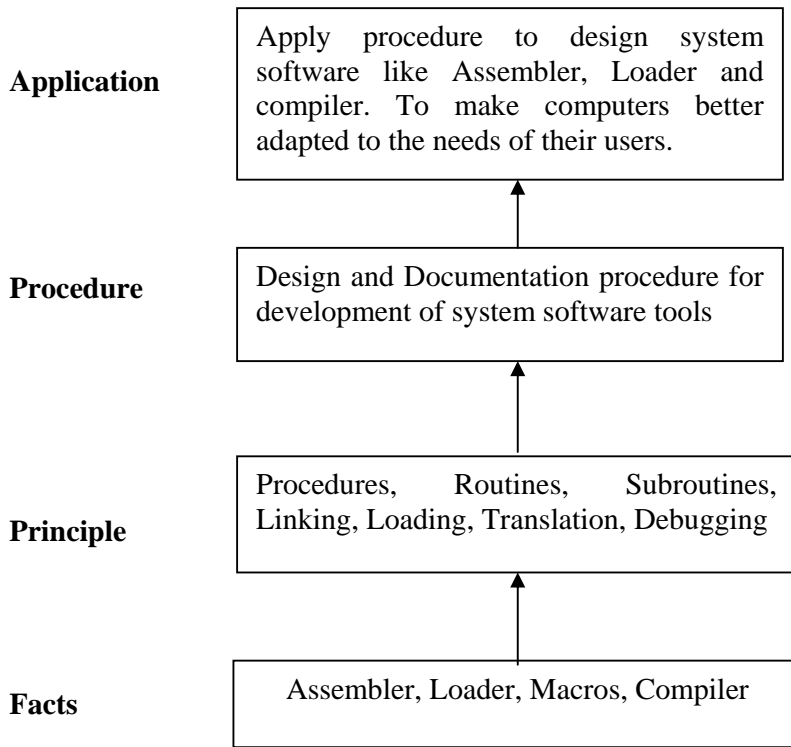 Application
Apply procedure to design system
software like Assembler, Loader and
compiler. To make computers better
adapted to the needs of their users.
Procedure
Design and Documentation procedure for
development of system software tools
Principle
Procedures, Routines, Subroutines,
Linking, Loading, Translation, Debugging
Facts
Assembler, Loader, Macros, Compiler